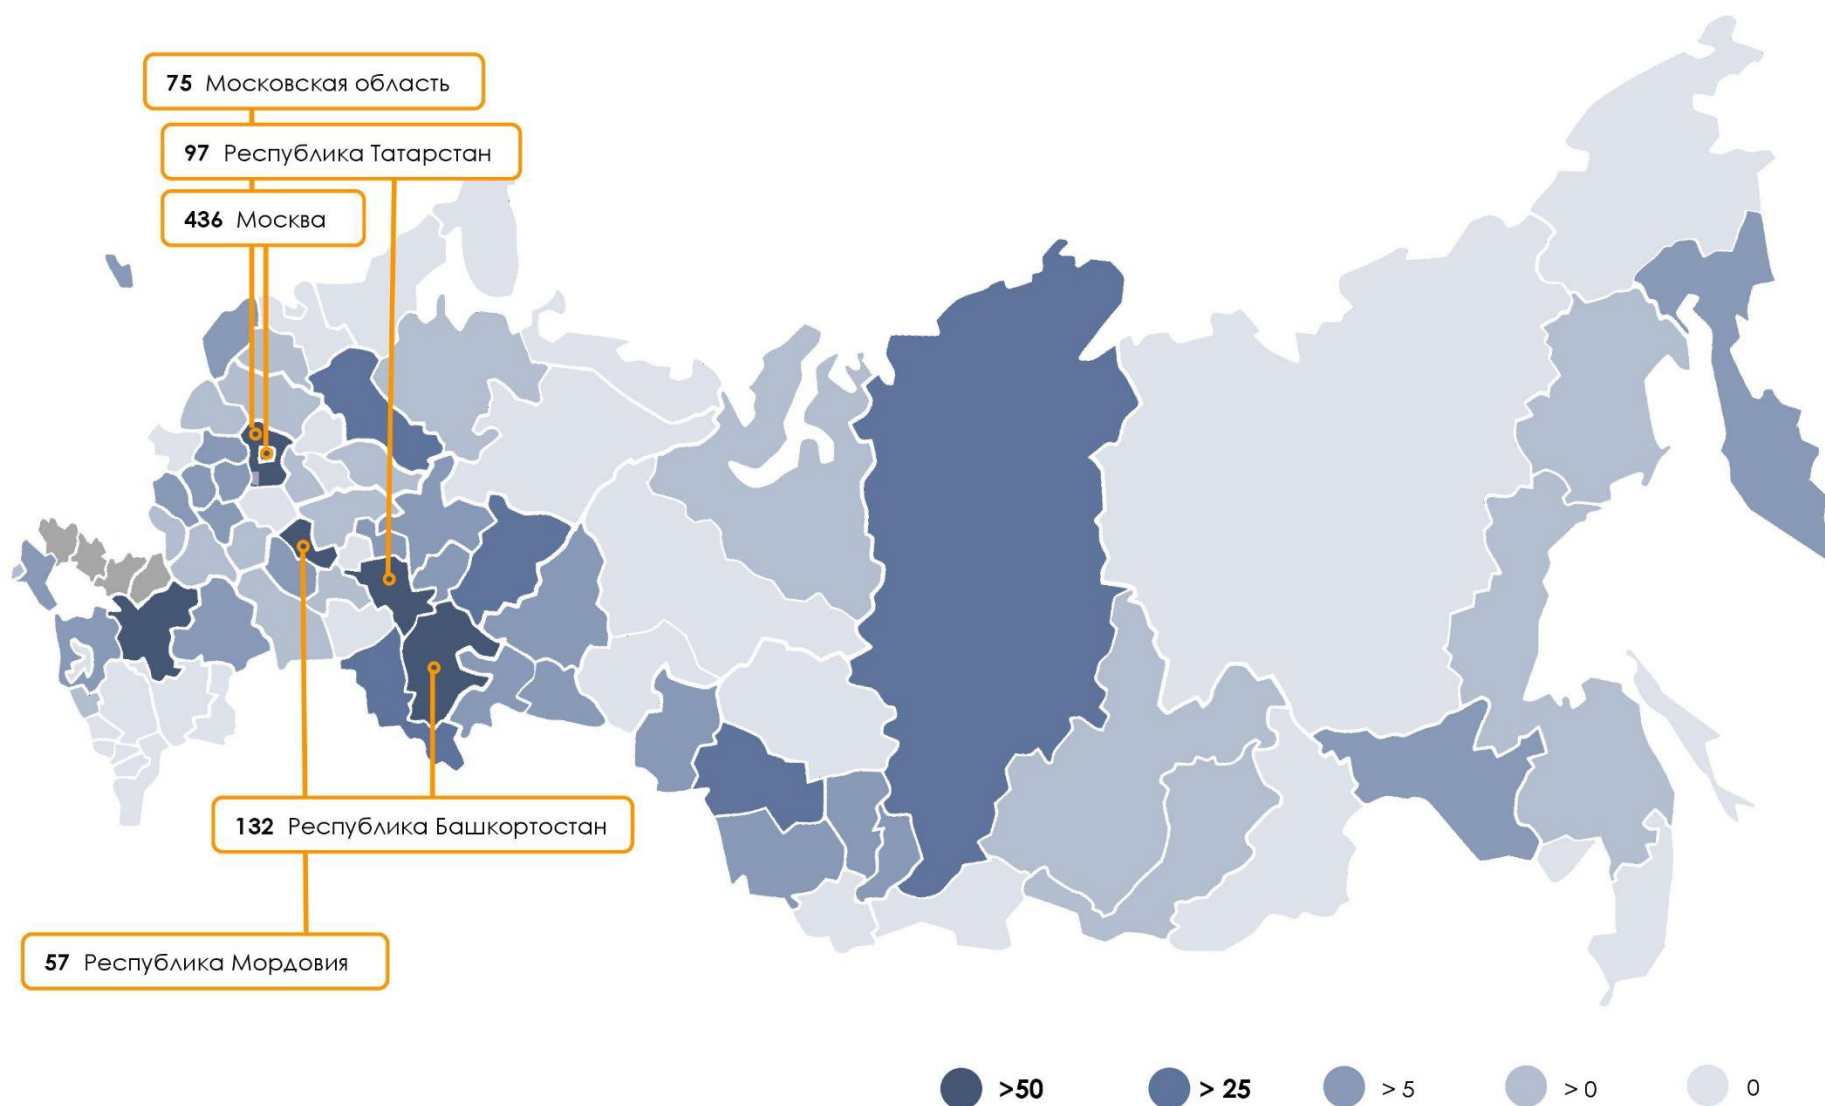 75 Московская область
97 Республика Татарстан
436 Москва
132 Республика Башкортостан
57 Республика Мордовия
>50 > 25 > 5 > 0 0